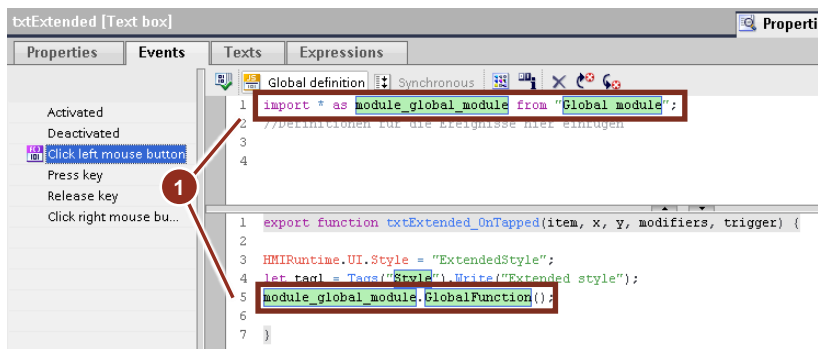 txtExtended [Text box]
Properti
Properties Events Texts Expressions
Global definition Synchronous
Activated
Deactivated
Click left mouse button
Press key
Release key
Click right mouse bu...
1
1 import * as module_global_module from "Global module";
2 //Definitionen für die Ereignisse hier einfügen
3
4
1 export function txtExtended_OnTapped(item, x, y, modifiers, trigger) {
2
3 HMIRuntime.UI.Style = "ExtendedStyle";
4 let tag1 = Tags("Style").Write("Extended style");
5 module_global_module.GlobalFunction();
6
7 }